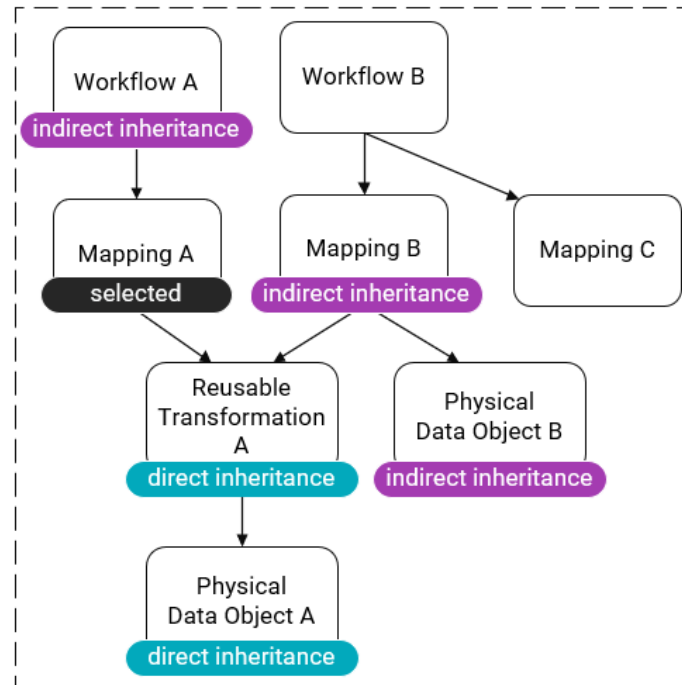 Workflow A
indirect inheritance
Workflow B
Mapping A
selected
Mapping B
indirect inheritance
Mapping C
Reusable
Transformation
A
direct inheritance
Physical
Data Object B
indirect inheritance
Physical
Data Object A
direct inheritance